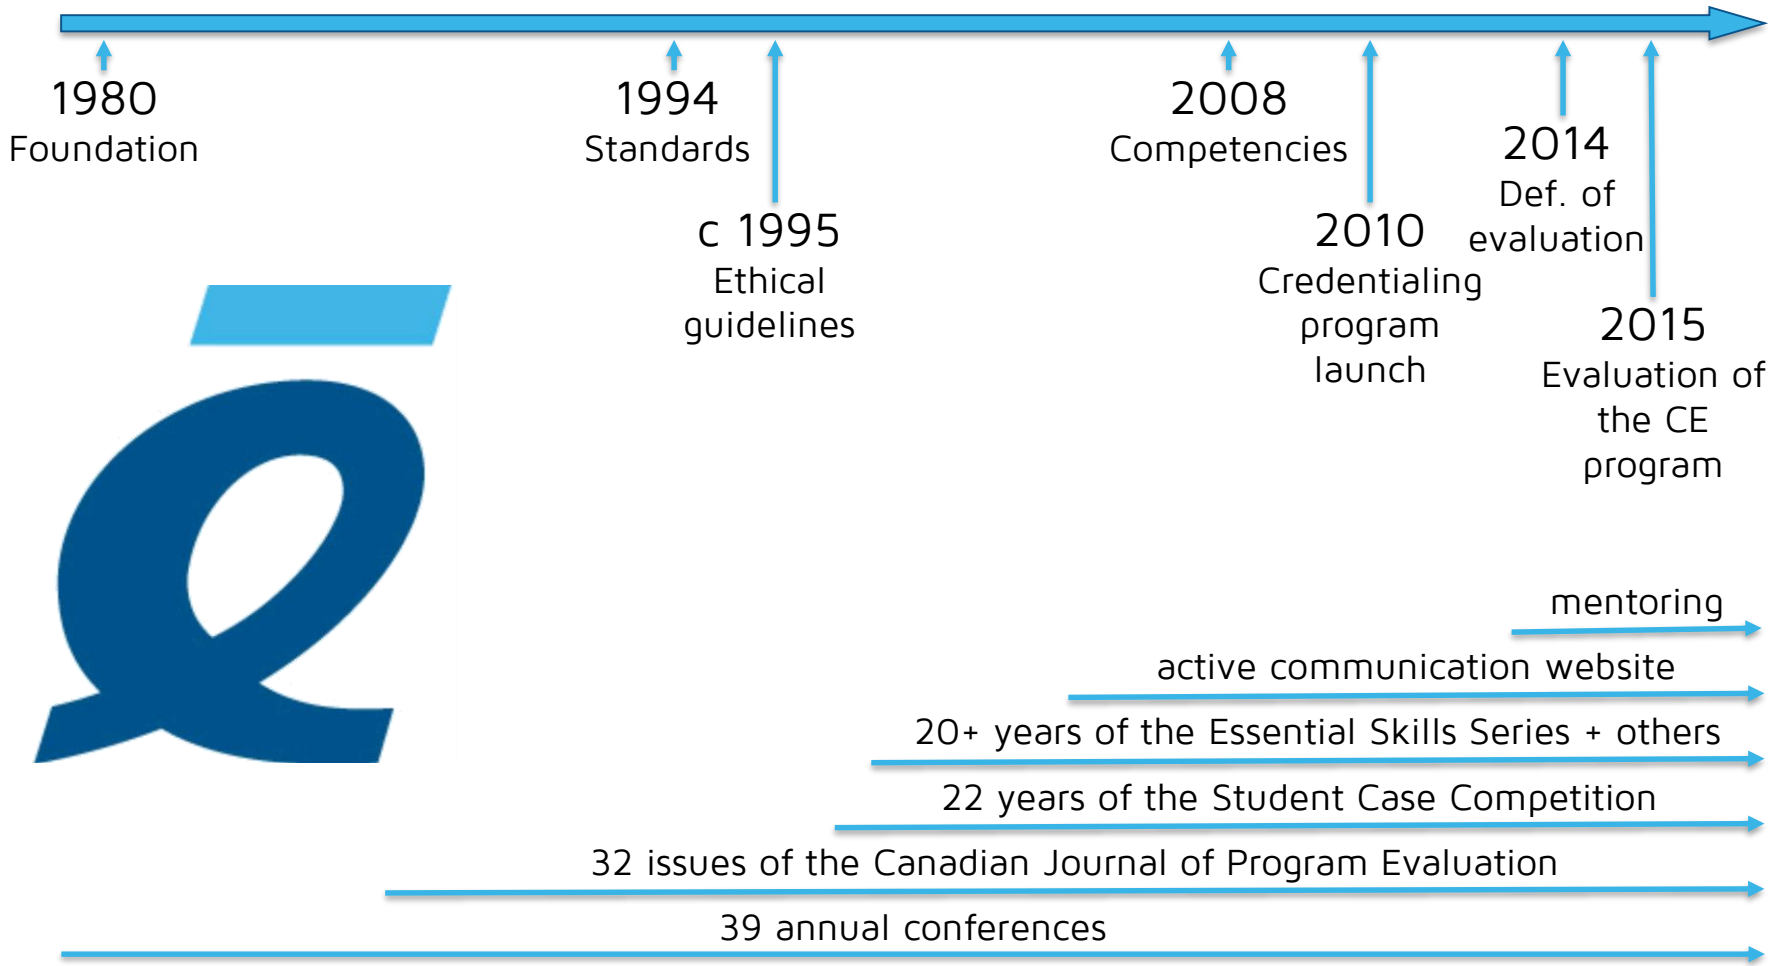 1980
Foundation
1994
Standards
c 1995
Ethical
guidelines
2008
Competencies
2010
Credentialing
program
launch
2014
Def. of
evaluation
2015
Evaluation of
the CE
program
mentoring
active communication website
20+ years of the Essential Skills Series + others
22 years of the Student Case Competition
32 issues of the Canadian Journal of Program Evaluation
39 annual conferences